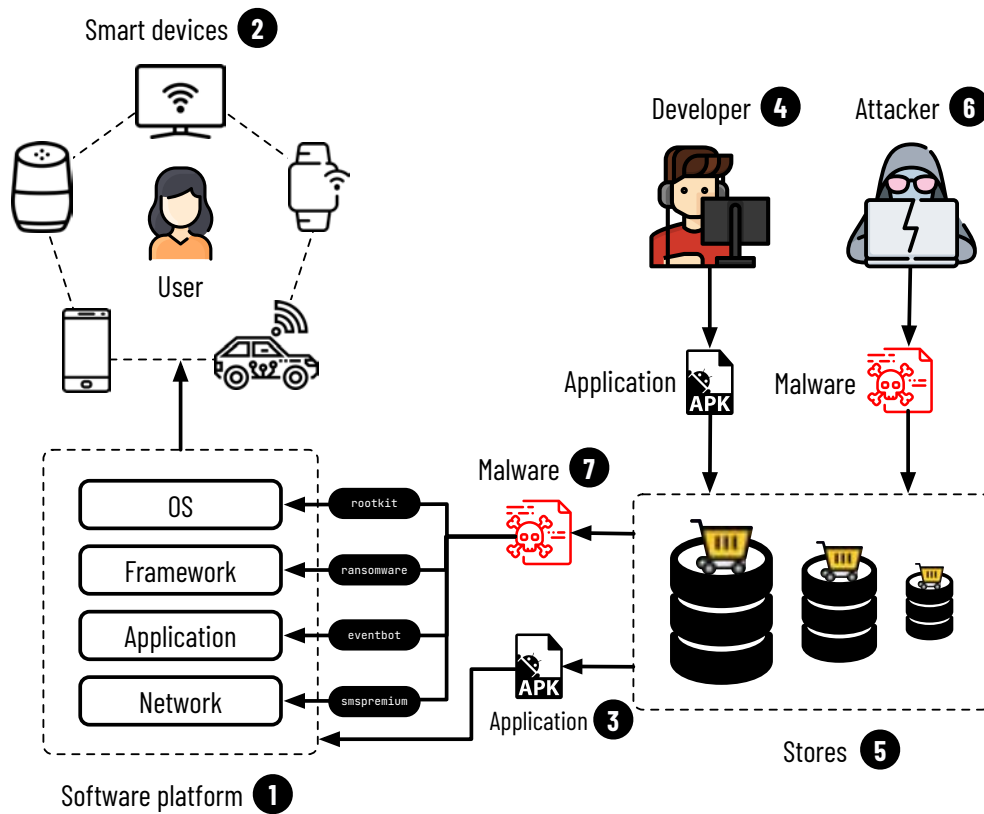 Smart devices 2
User
Developer 4
Attacker 6
Application
APK
Malware
Malware 7
OS
rootkit
Framework
ransomware
Application
eventbot
Network
smspremium
APK
Application 3
Stores 5
Software platform 1